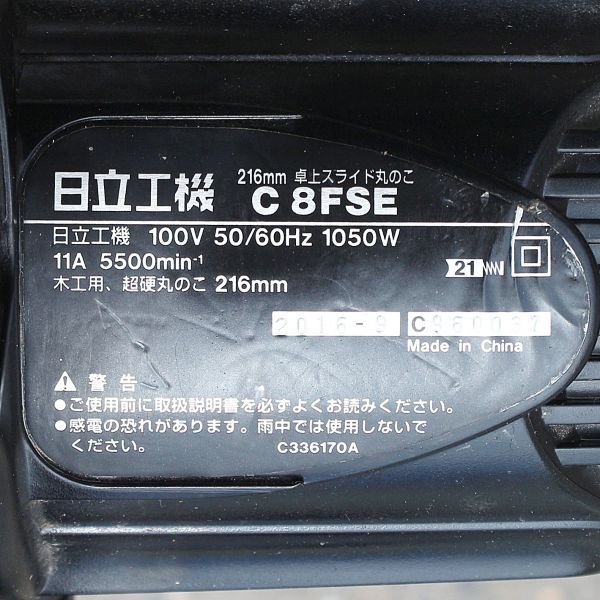 216mm 卓上スライド丸のこ
日立工機 C 8FSE
日立工機 100V 50/60Hz 1050W
11A 5500min-1
木工用、超硬丸のこ 216mm
21
2016-9 C960037
Made in China
警告
●ご使用前に取扱説明書を必ずよくお読みください。
●感電の恐れがあります。雨中では使用しないで
ください。 C336170A